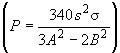 (P = 340s²σ / 3A² − 2B²)